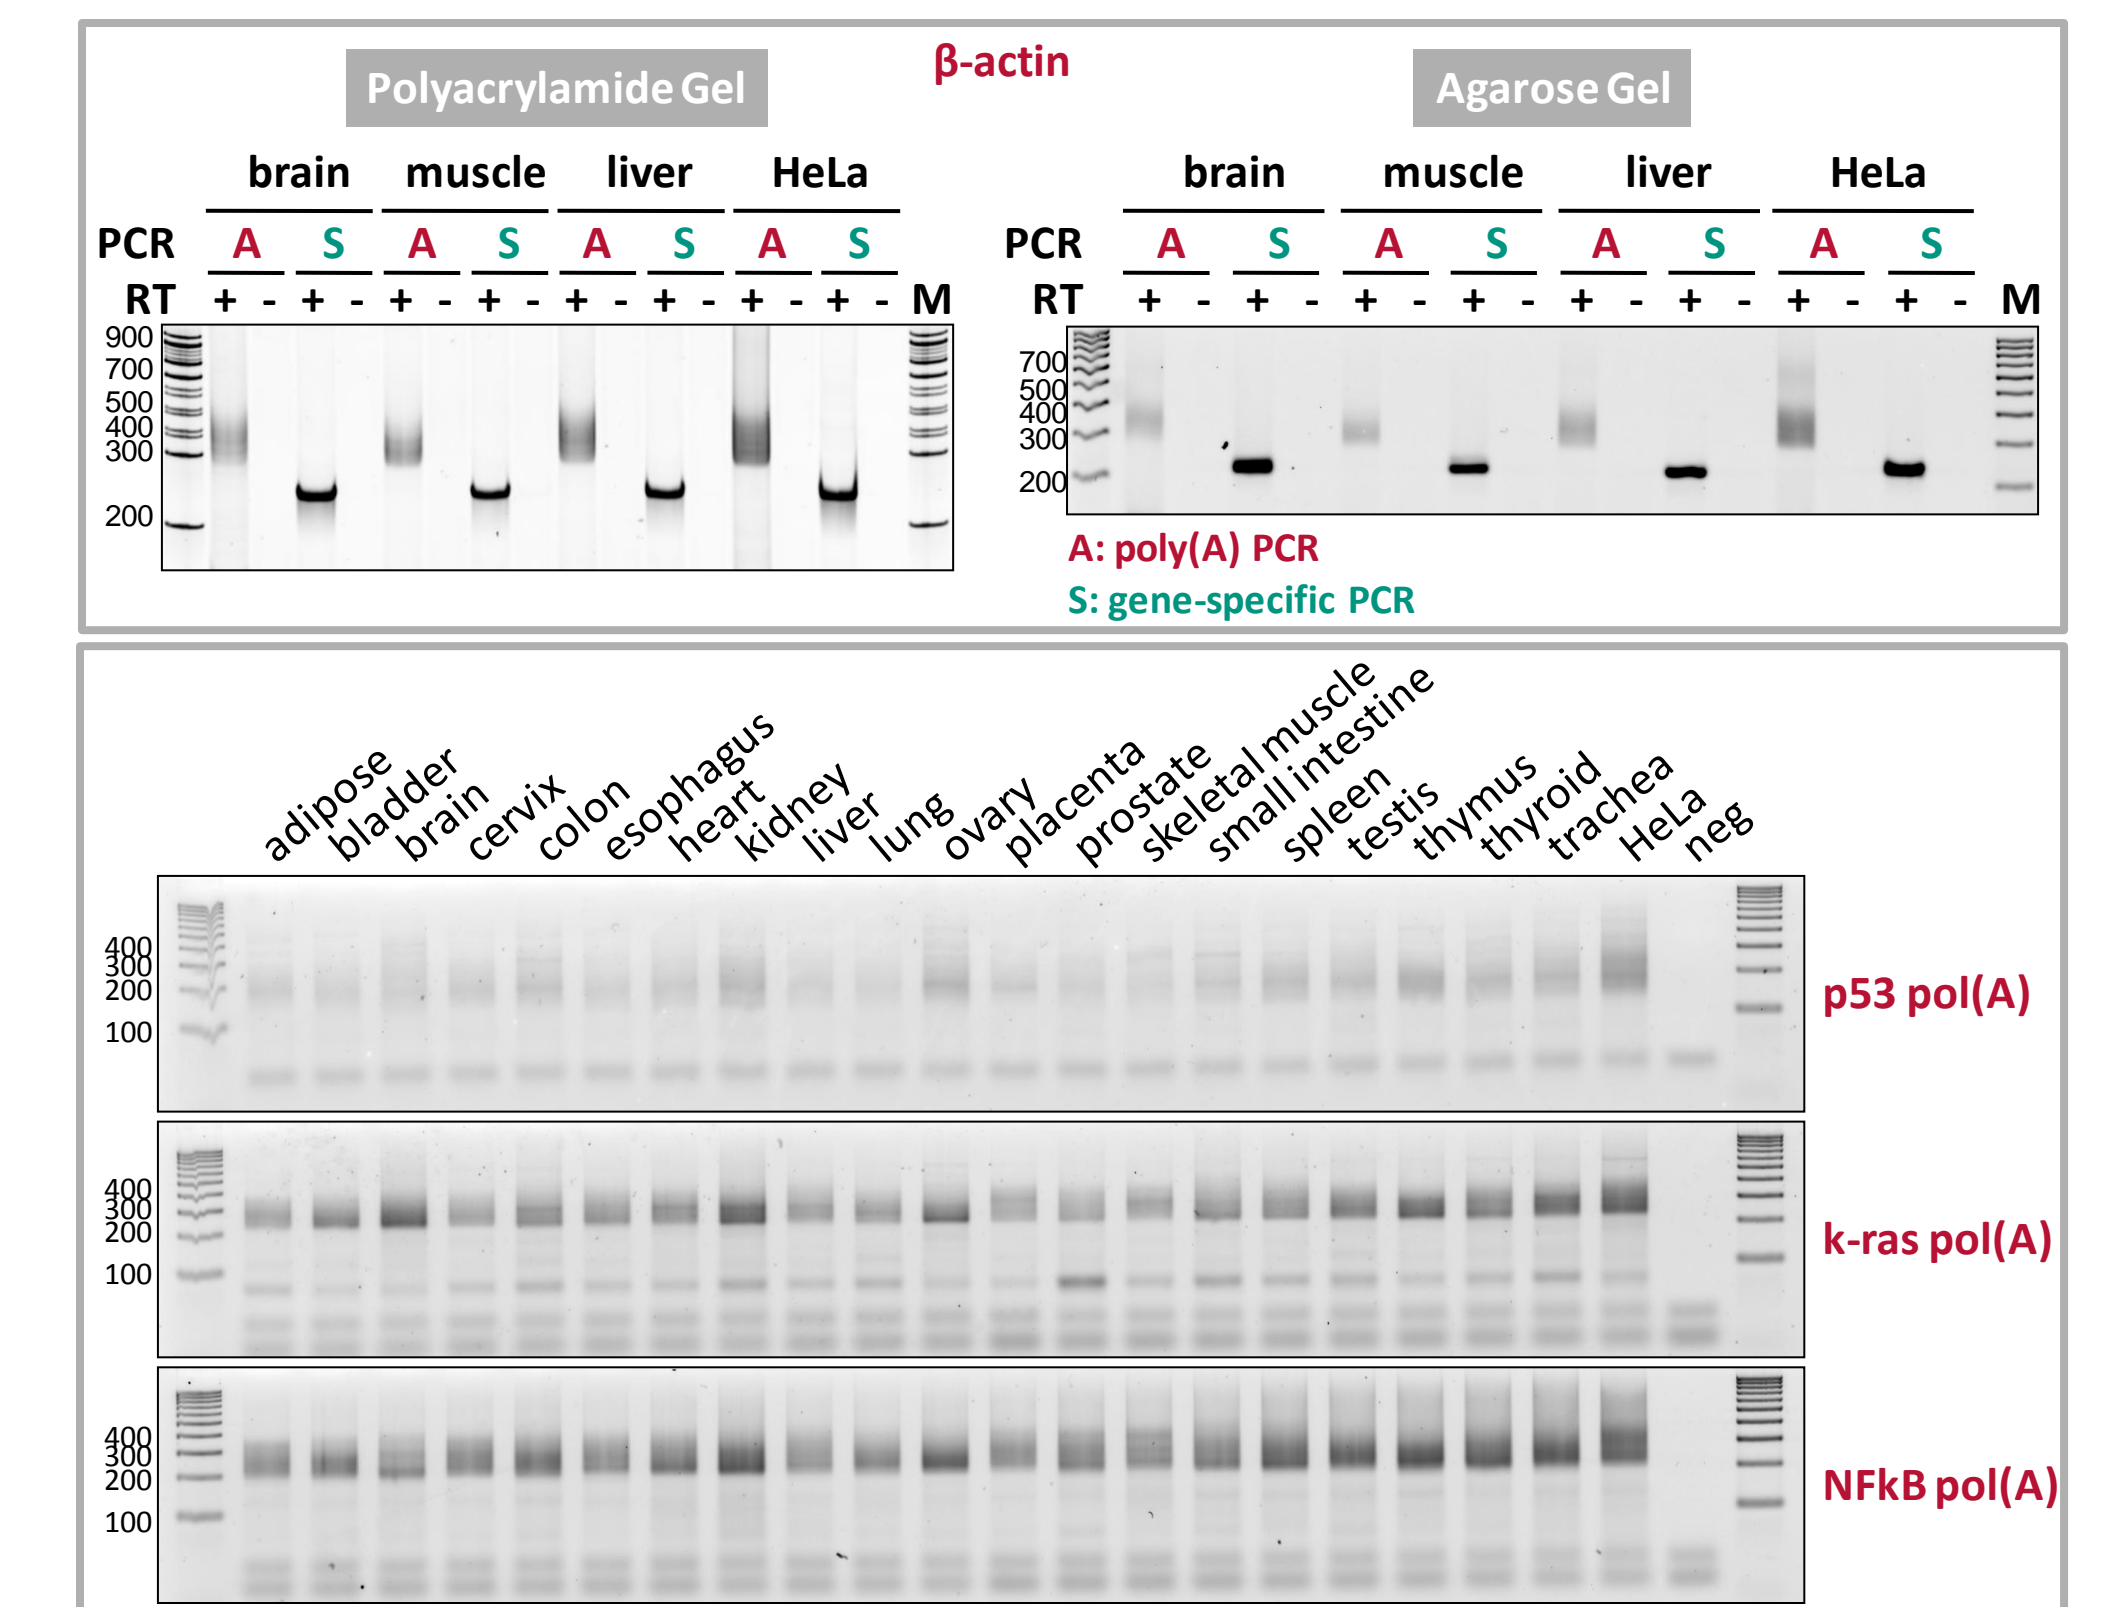 β-actin
Polyacrylamide Gel
Agarose Gel
brain muscle liver HeLa
brain muscle liver HeLa
PCR A S A S A S A S
PCR A S A S A S A S
RT + - + - + - + - + - + - + - + - M
RT + - + - + - + - + - + - + - + - M
900
700
500
400
300
200
700
500
400
300
200
A: poly(A) PCR
S: gene-specific PCR
adipose
bladder
brain
cervix
colon
esophagus
heart
kidney
liver
lung
ovary
placenta
prostate
skeletal muscle
small intestine
spleen
testis
thymus
thyroid
trachea
HeLa
neg
400
300
200
100
p53 pol(A)
400
300
200
100
k-ras pol(A)
400
300
200
100
NFkB pol(A)